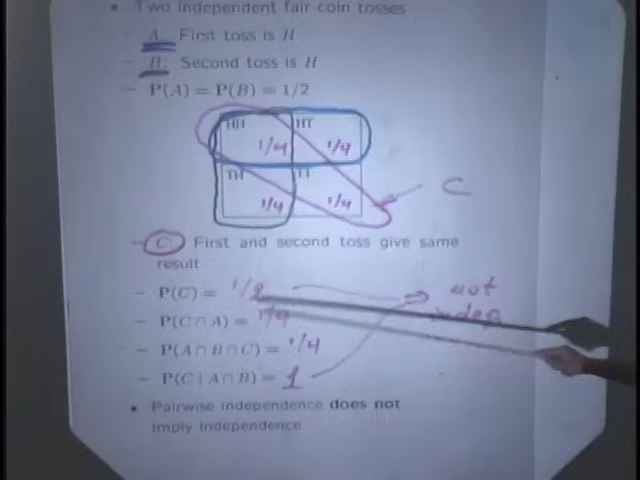 • Two independent fair coin tosses
– A: First toss is H
– B: Second toss is H
– P(A) = P(B) = 1/2
HH HT
1/4 1/4
TH TT
1/4 1/4
C
– C: First and second toss give same
result
– P(C) = 1/2
not
– P(C ∩ A) = 1/4
indep
– P(A ∩ B ∩ C) = 1/4
– P(C | A ∩ B) = 1
• Pairwise independence does not
imply independence